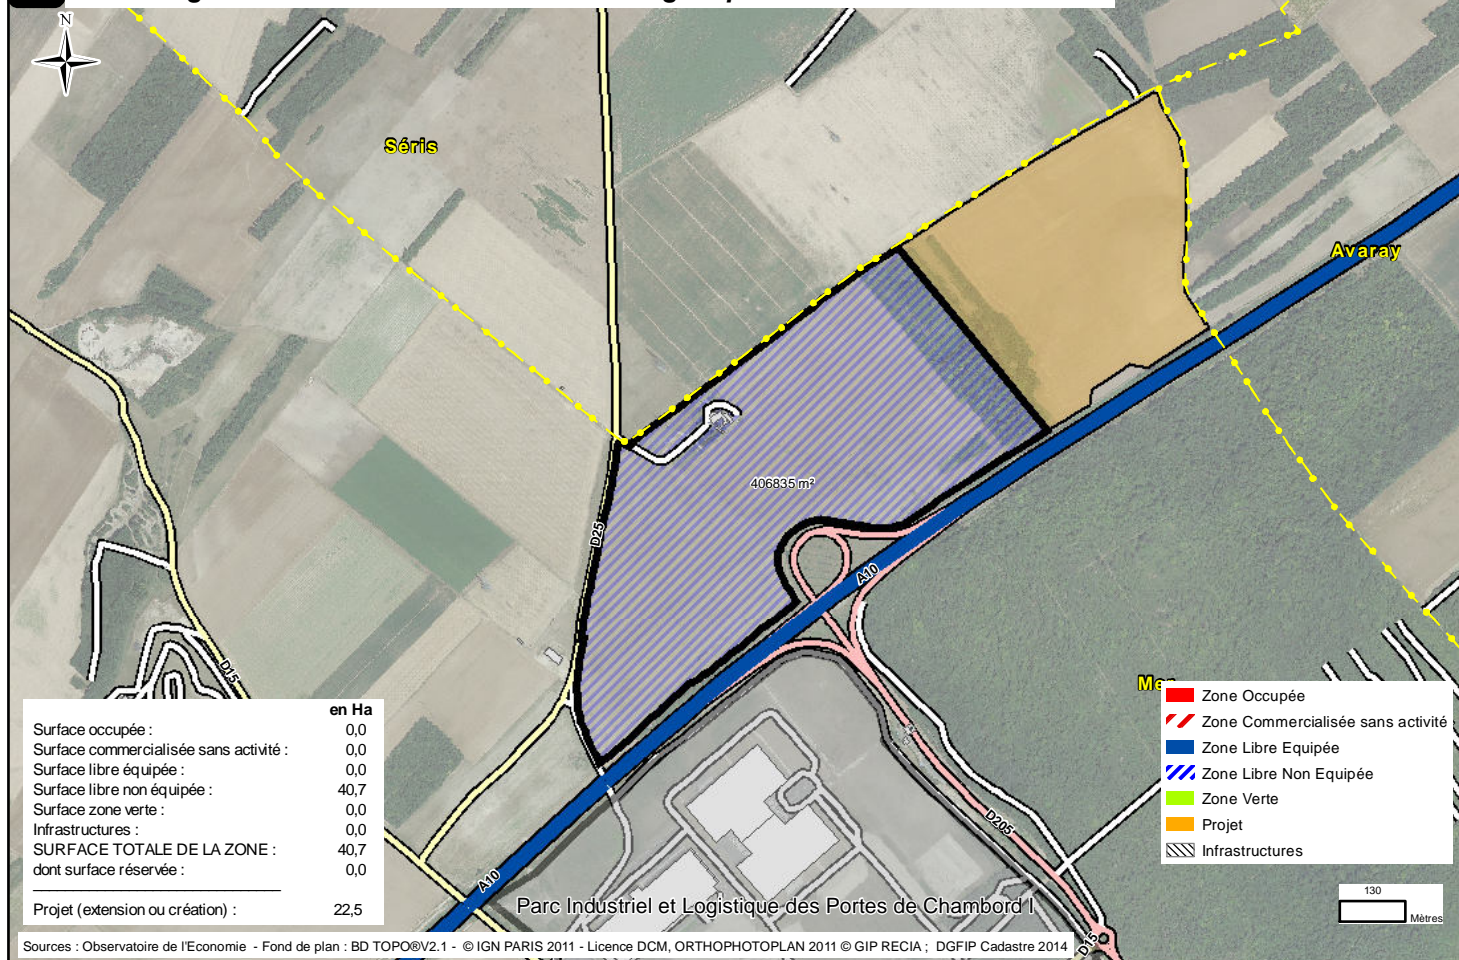 N
Séris
Avaray
406835 m²
D25
A10
D15
Mer
en Ha
Surface occupée : 0,0
Surface commercialisée sans activité : 0,0
Surface libre équipée : 0,0
Surface libre non équipée : 40,7
Surface zone verte : 0,0
Infrastructures : 0,0
SURFACE TOTALE DE LA ZONE : 40,7
dont surface réservée : 0,0
Projet (extension ou création) : 22,5
Zone Occupée
Zone Commercialisée sans activité
Zone Libre Equipée
Zone Libre Non Equipée
Zone Verte
Projet
Infrastructures
D205
A10
130
Mètres
Parc Industriel et Logistique des Portes de Chambord I
D15
Sources : Observatoire de l'Economie - Fond de plan : BD TOPO®V2.1 - © IGN PARIS 2011 - Licence DCM, ORTHOPHOTOPLAN 2011 © GIP RECIA ; DGFIP Cadastre 2014